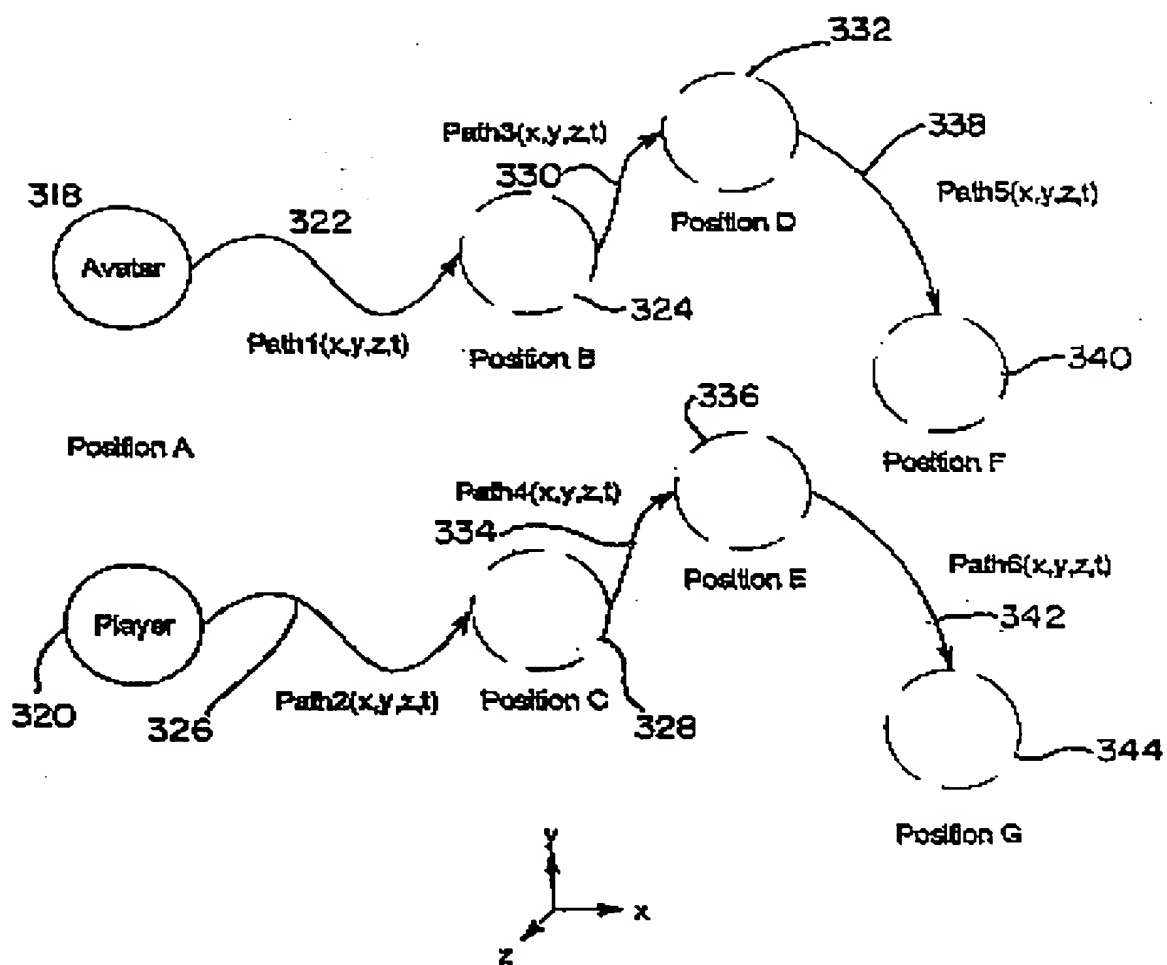 332
Path3(x,y,z,t)
330
338
318
322
Path5(x,y,z,t)
Position D
Avatar
324
Path1(x,y,z,t)
Position B
340
336
Position A
Position F
Path4(x,y,z,t)
334
Position E
Path6(x,y,z,t)
Player
342
320
326
Path2(x,y,z,t)
Position C
328
344
Position G
y
x
z